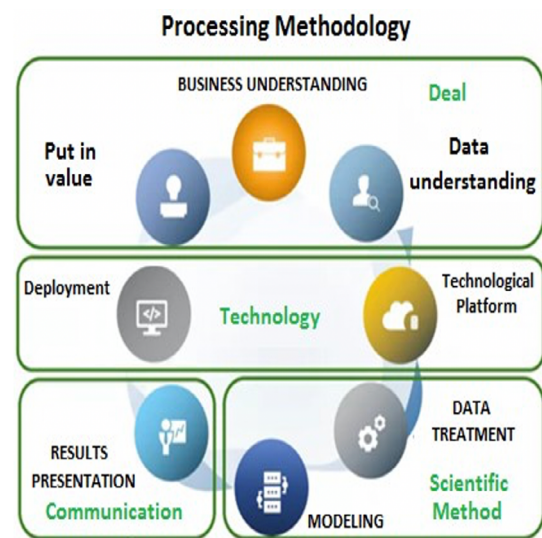 Processing Methodology
BUSINESS UNDERSTANDING
Deal
Put in
value
Data
understanding
Deployment
Technology
Technological
Platform
</>
RESULTS
PRESENTATION
Communication
DATA
TREATMENT
Scientific
Method
MODELING